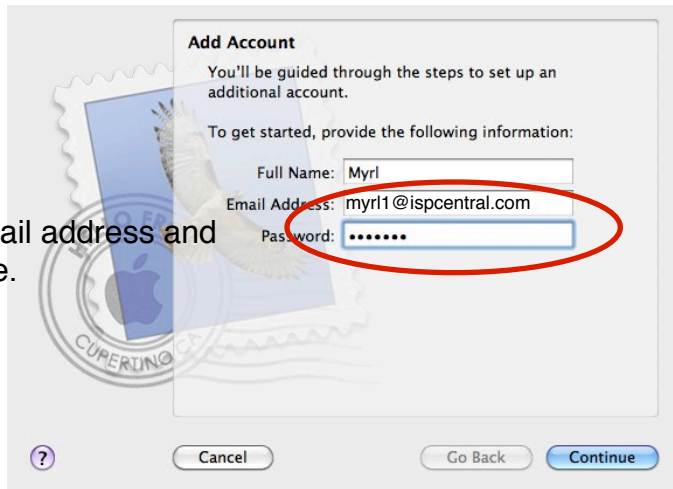 Add Account
You'll be guided through the steps to set up an
additional account.
To get started, provide the following information:
Full Name: Myrl
Email Address: myrl1@ispcentral.com
Password: •••••••
ail address and
e.
CUPERTINO CA
? Cancel Go Back Continue